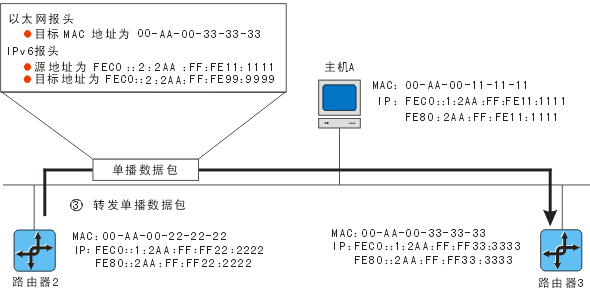 以太网报头
目标MAC 地址为 00-AA-00-33-33-33
IPv6报头
源地址为 FEC0::2:2AA:FF:FE11:1111
目标地址为 FEC0::2:2AA:FF:FE99:9999
主机A
MAC: 00-AA-00-11-11-11
IP: FEC0::1:2AA:FF:FE11:1111
FE80:2AA:FF:FE11:1111
单播数据包
③ 转发单播数据包
MAC: 00-AA-00-22-22-22
IP: FEC0::1:2AA:FF:FF22:2222
FE80::2AA:FF:FF22:2222
路由器2
MAC: 00-AA-00-33-33-33
IP:FEC0::1:2AA:FF:FF33:3333
FE80::2AA:FF:FF33:3333
路由器3